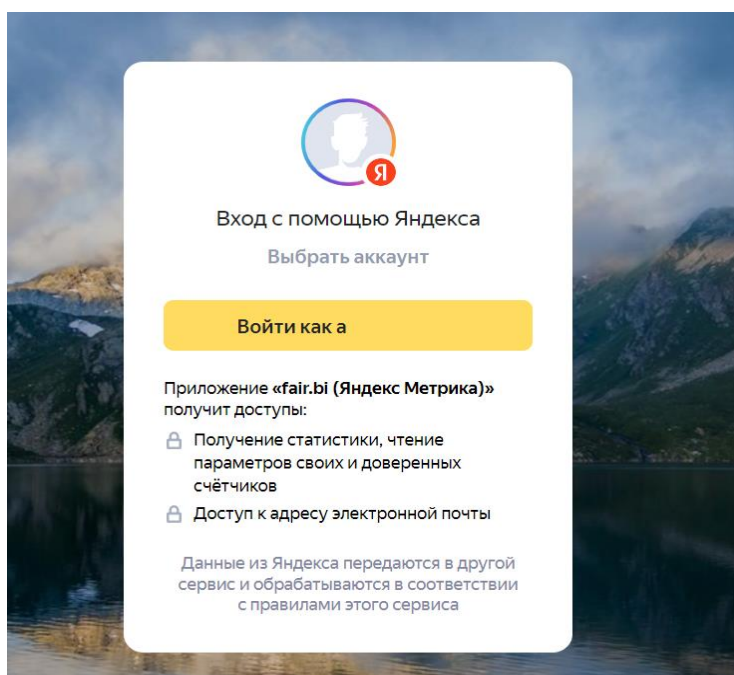 Я
Вход с помощью Яндекса
Выбрать аккаунт
Войти как а
Приложение «fair.bi (Яндекс Метрика)»
получит доступы:
Получение статистики, чтение
параметров своих и доверенных
счётчиков
Доступ к адресу электронной почты
Данные из Яндекса передаются в другой
сервис и обрабатываются в соответствии
с правилами этого сервиса